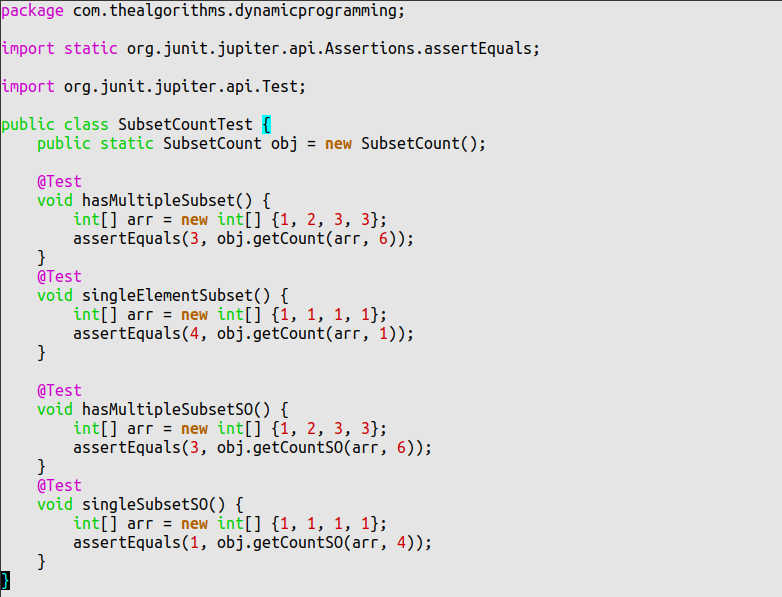 package com.thealgorithms.dynamicprogramming;

import static org.junit.jupiter.api.Assertions.assertEquals;

import org.junit.jupiter.api.Test;

public class SubsetCountTest {
    public static SubsetCount obj = new SubsetCount();

    @Test
    void hasMultipleSubset() {
        int[] arr = new int[] {1, 2, 3, 3};
        assertEquals(3, obj.getCount(arr, 6));
    }
    @Test
    void singleElementSubset() {
        int[] arr = new int[] {1, 1, 1, 1};
        assertEquals(4, obj.getCount(arr, 1));
    }

    @Test
    void hasMultipleSubsetSO() {
        int[] arr = new int[] {1, 2, 3, 3};
        assertEquals(3, obj.getCountSO(arr, 6));
    }
    @Test
    void singleSubsetSO() {
        int[] arr = new int[] {1, 1, 1, 1};
        assertEquals(1, obj.getCountSO(arr, 4));
    }
}